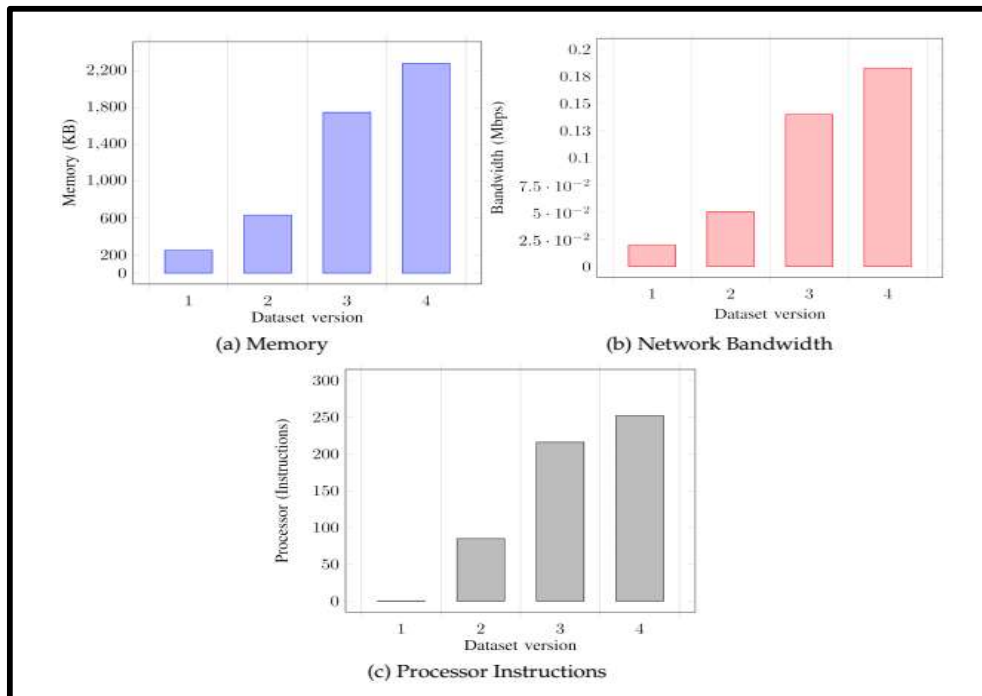 2,200
1,800
1,400
1,000
600
200
0
Memory (KB)
1
2
3
4
Dataset version
(a) Memory
0.2
0.18
0.15
0.13
0.1
7.5 · 10⁻²
5 · 10⁻²
2.5 · 10⁻²
0
Bandwidth (Mbps)
1
2
3
4
Dataset version
(b) Network Bandwidth
300
250
200
150
100
50
0
Processor (Instructions)
1
2
3
4
Dataset version
(c) Processor Instructions